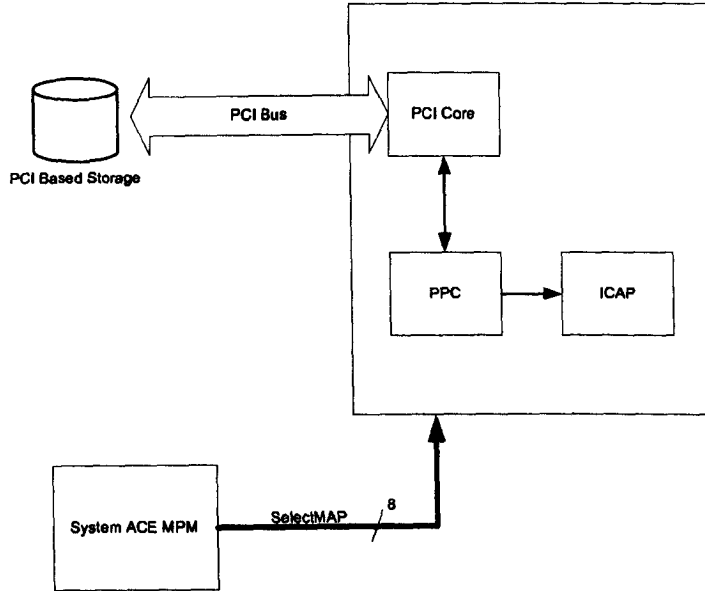 PCI Bus
PCI Core
PCI Based Storage
PPC
ICAP
8
SelectMAP
System ACE MPM